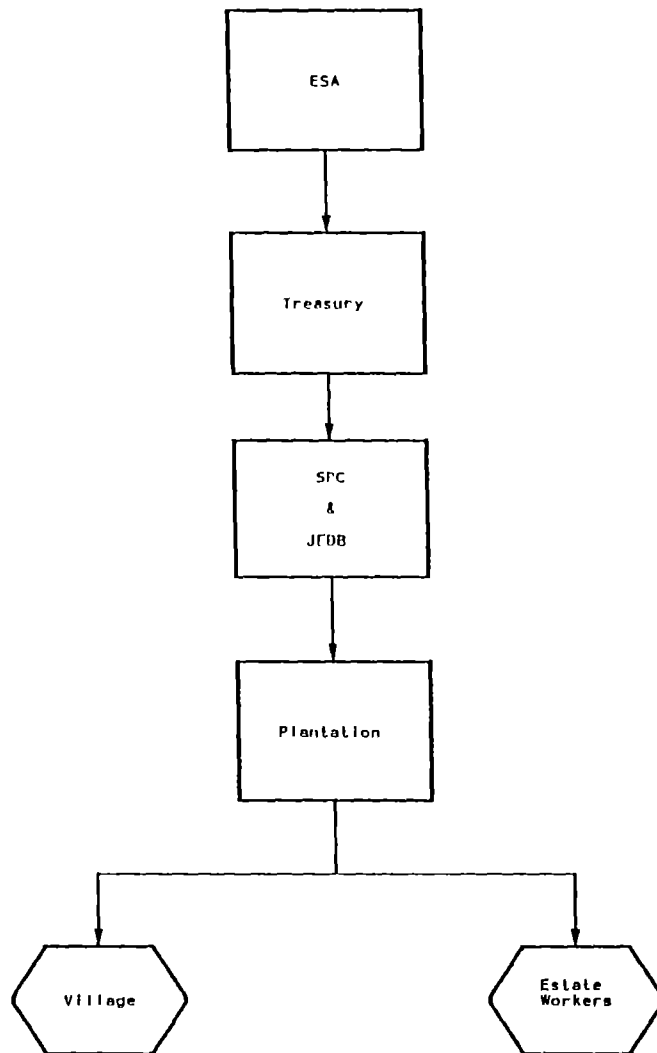 ESA
Treasury
SPC
&
JEDB
Plantation
Village
Estate
Workers